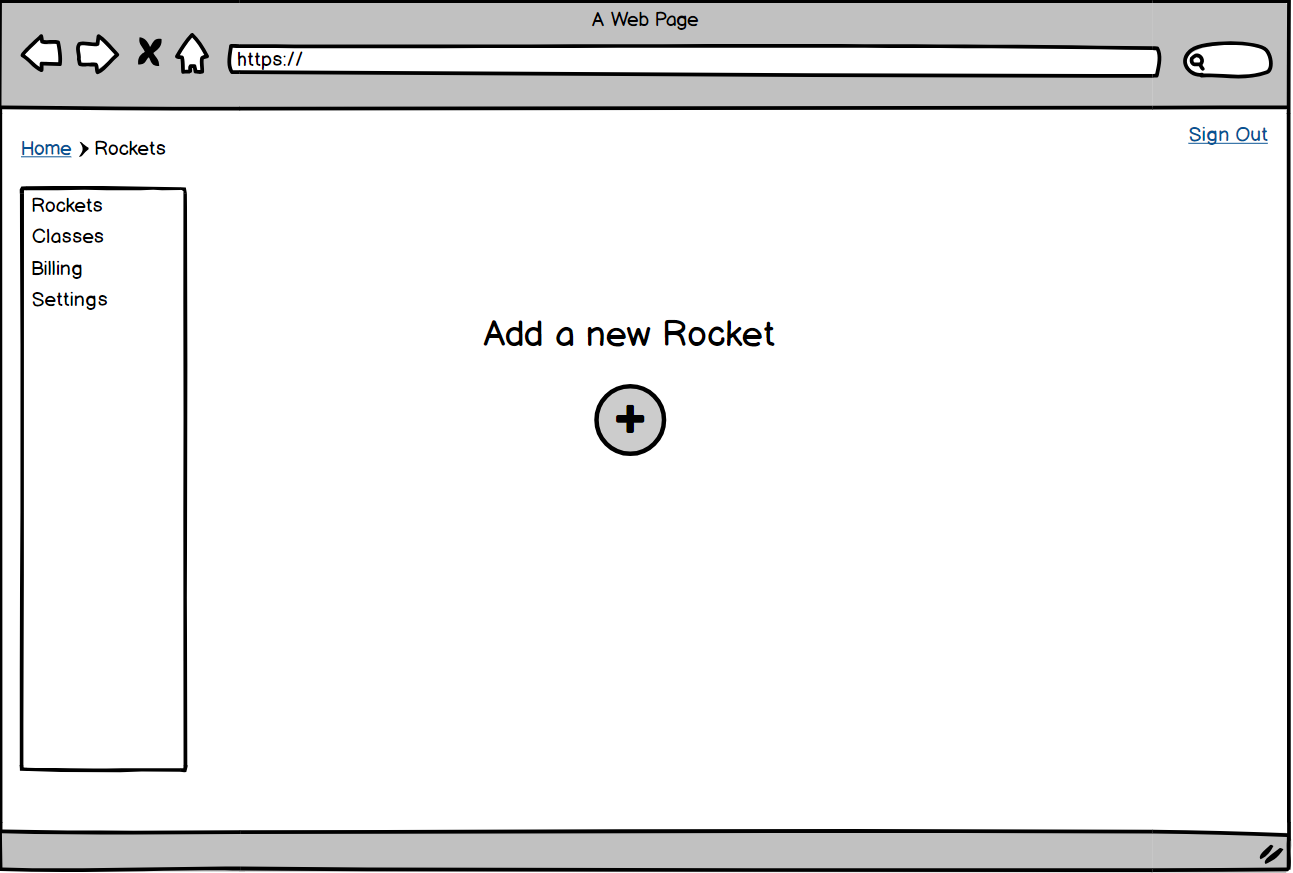 A Web Page
https://
Sign Out
Home Rockets
Rockets
Classes
Billing
Settings
Add a new Rocket